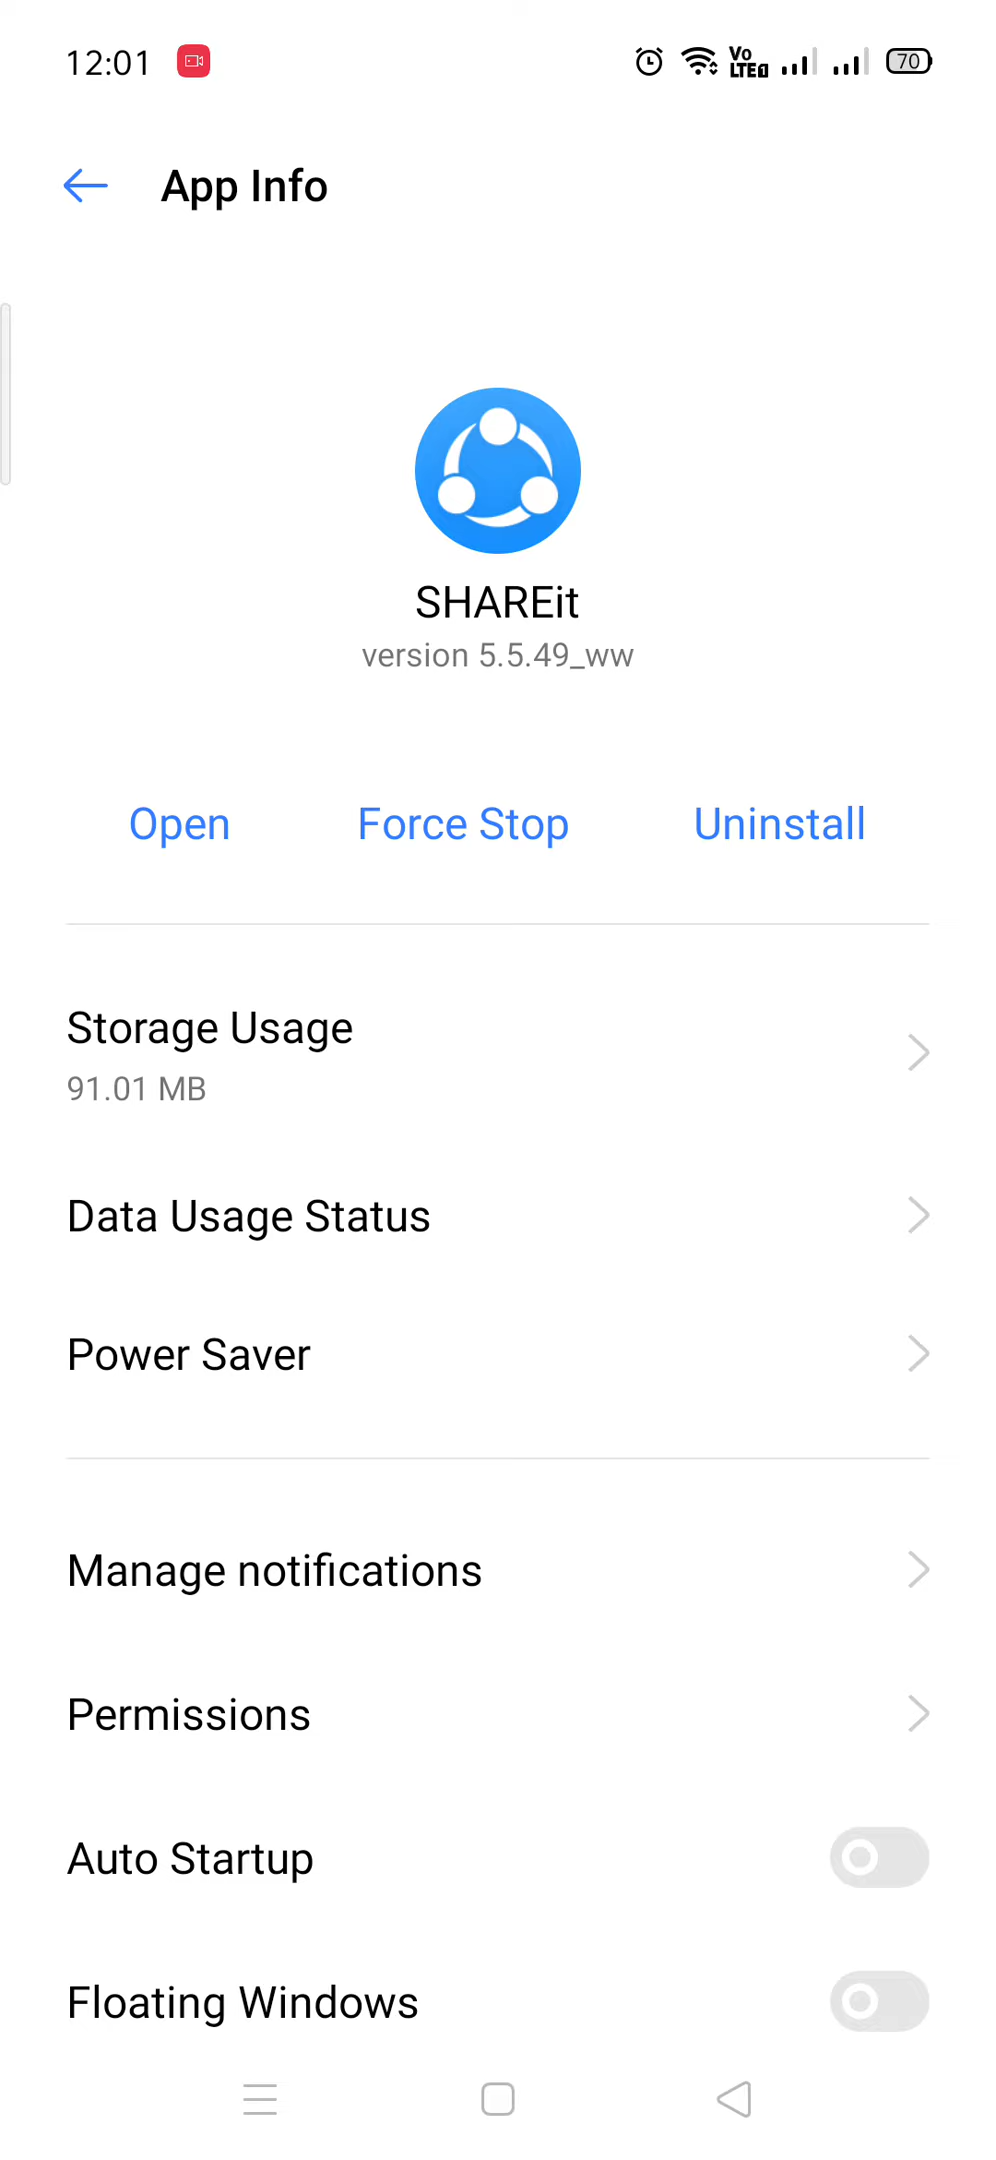 12:01
Vo
LTE1
70
App Info
SHAREit
version 5.5.49_ww
Open Force Stop Uninstall
Storage Usage
91.01 MB
Data Usage Status
Power Saver
Manage notifications
Permissions
Auto Startup
Floating Windows